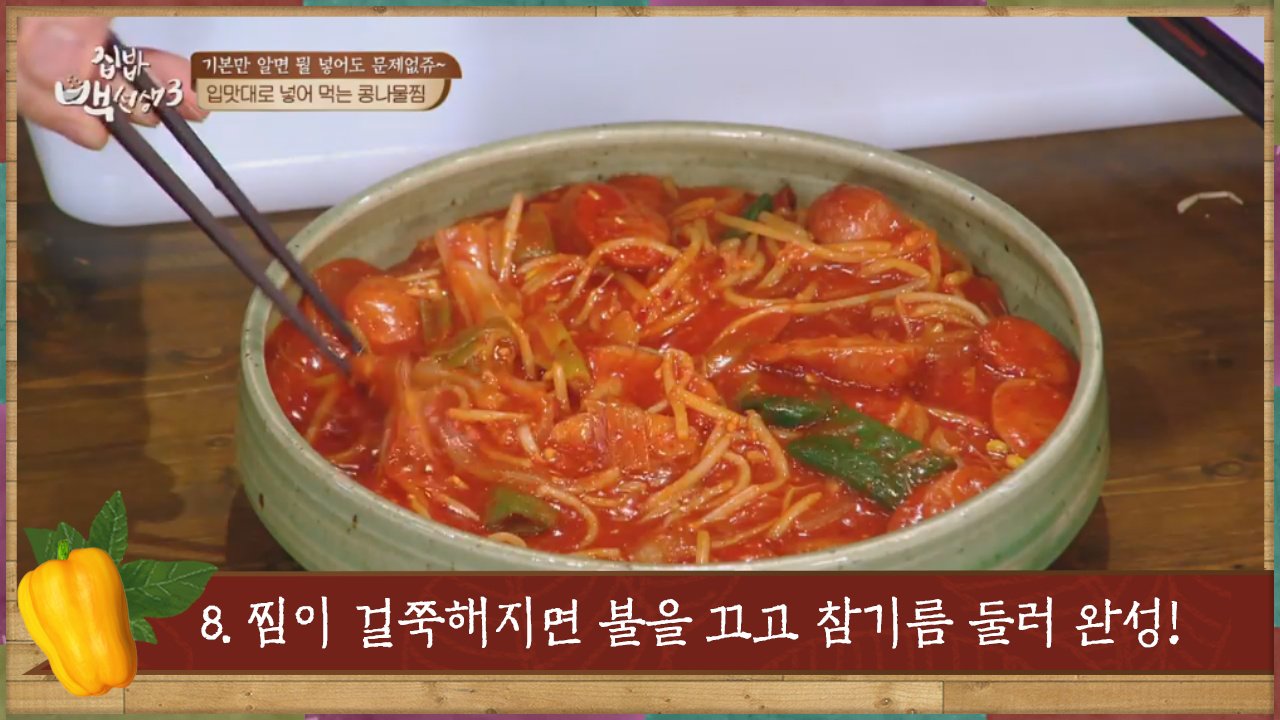 집밥
백선생3
기본만 알면 뭘 넣어도 문제없쥬~
입맛대로 넣어 먹는 콩나물찜
8. 찜이 걸쭉해지면 불을 끄고 참기름 둘러 완성!